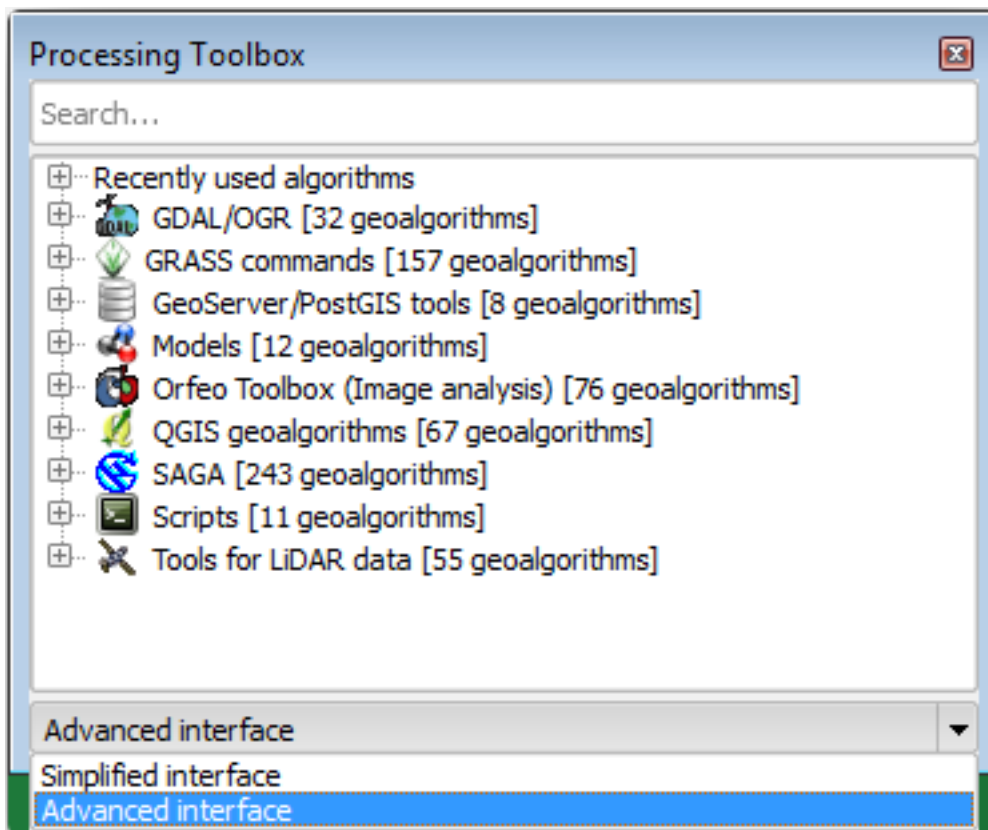 Processing Toolbox
Search...
Recently used algorithms
GDAL/OGR [32 geoalgorithms]
GRASS commands [157 geoalgorithms]
GeoServer/PostGIS tools [8 geoalgorithms]
Models [12 geoalgorithms]
Orfeo Toolbox (Image analysis) [76 geoalgorithms]
QGIS geoalgorithms [67 geoalgorithms]
SAGA [243 geoalgorithms]
Scripts [11 geoalgorithms]
Tools for LiDAR data [55 geoalgorithms]
Advanced interface
Simplified interface
Advanced interface